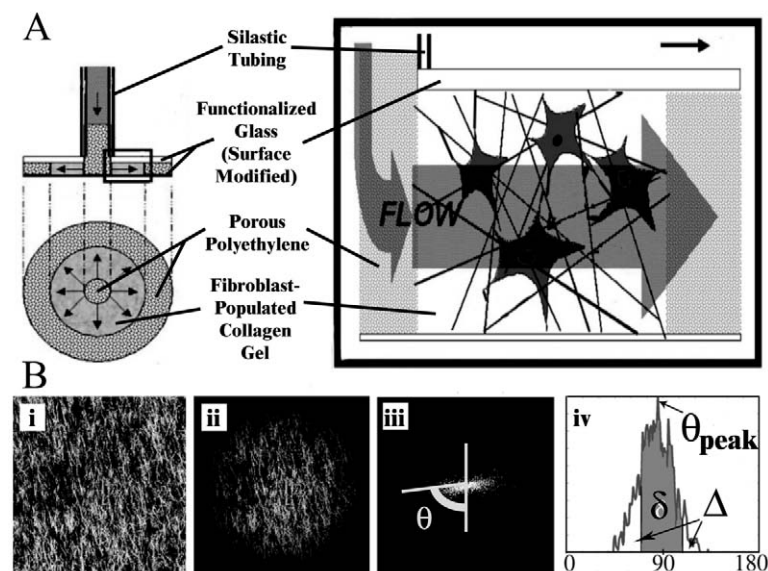 A
Silastic
Tubing
Functionalized
Glass
(Surface
Modified)
Porous
Polyethylene
Fibroblast-
Populated
Collagen
Gel
FLOW
B
i
ii
iii
θ
iv
θpeak
δ
Δ
0
90
180